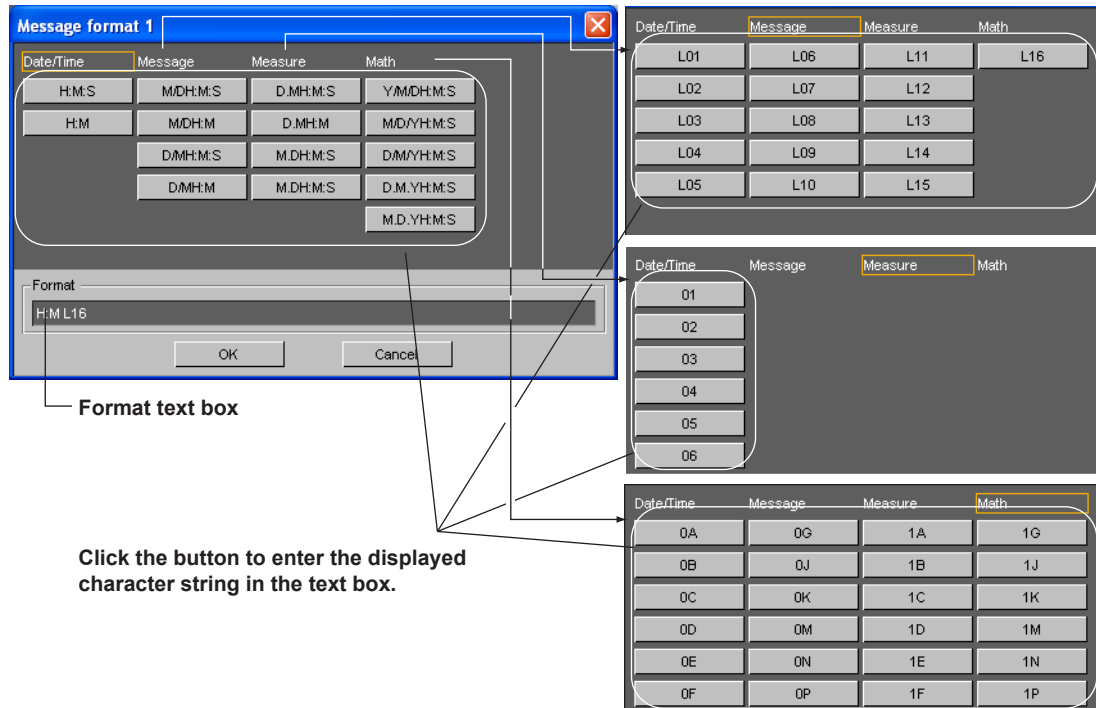 Message format 1
Date/Time Message Measure Math
H:M:S M/DH:M:S D.MH:M:S Y/M/DH:M:S
H:M M/DH:M D.MH:M M/D/YH:M:S
D/MH:M:S M.DH:M:S D/M/YH:M:S
D/MH:M M.DH:M:S D.M.YH:M:S
M.D.YH:M:S
Format
H:M L16
OK Cancel
Format text box
Click the button to enter the displayed
character string in the text box.
Date/Time Message Measure Math
L01 L06 L11 L16
L02 L07 L12
L03 L08 L13
L04 L09 L14
L05 L10 L15
Date/Time Message Measure Math
01
02
03
04
05
06
Date/Time Message Measure Math
0A 0G 1A 1G
0B 0J 1B 1J
0C 0K 1C 1K
0D 0M 1D 1M
0E 0N 1E 1N
0F 0P 1F 1P